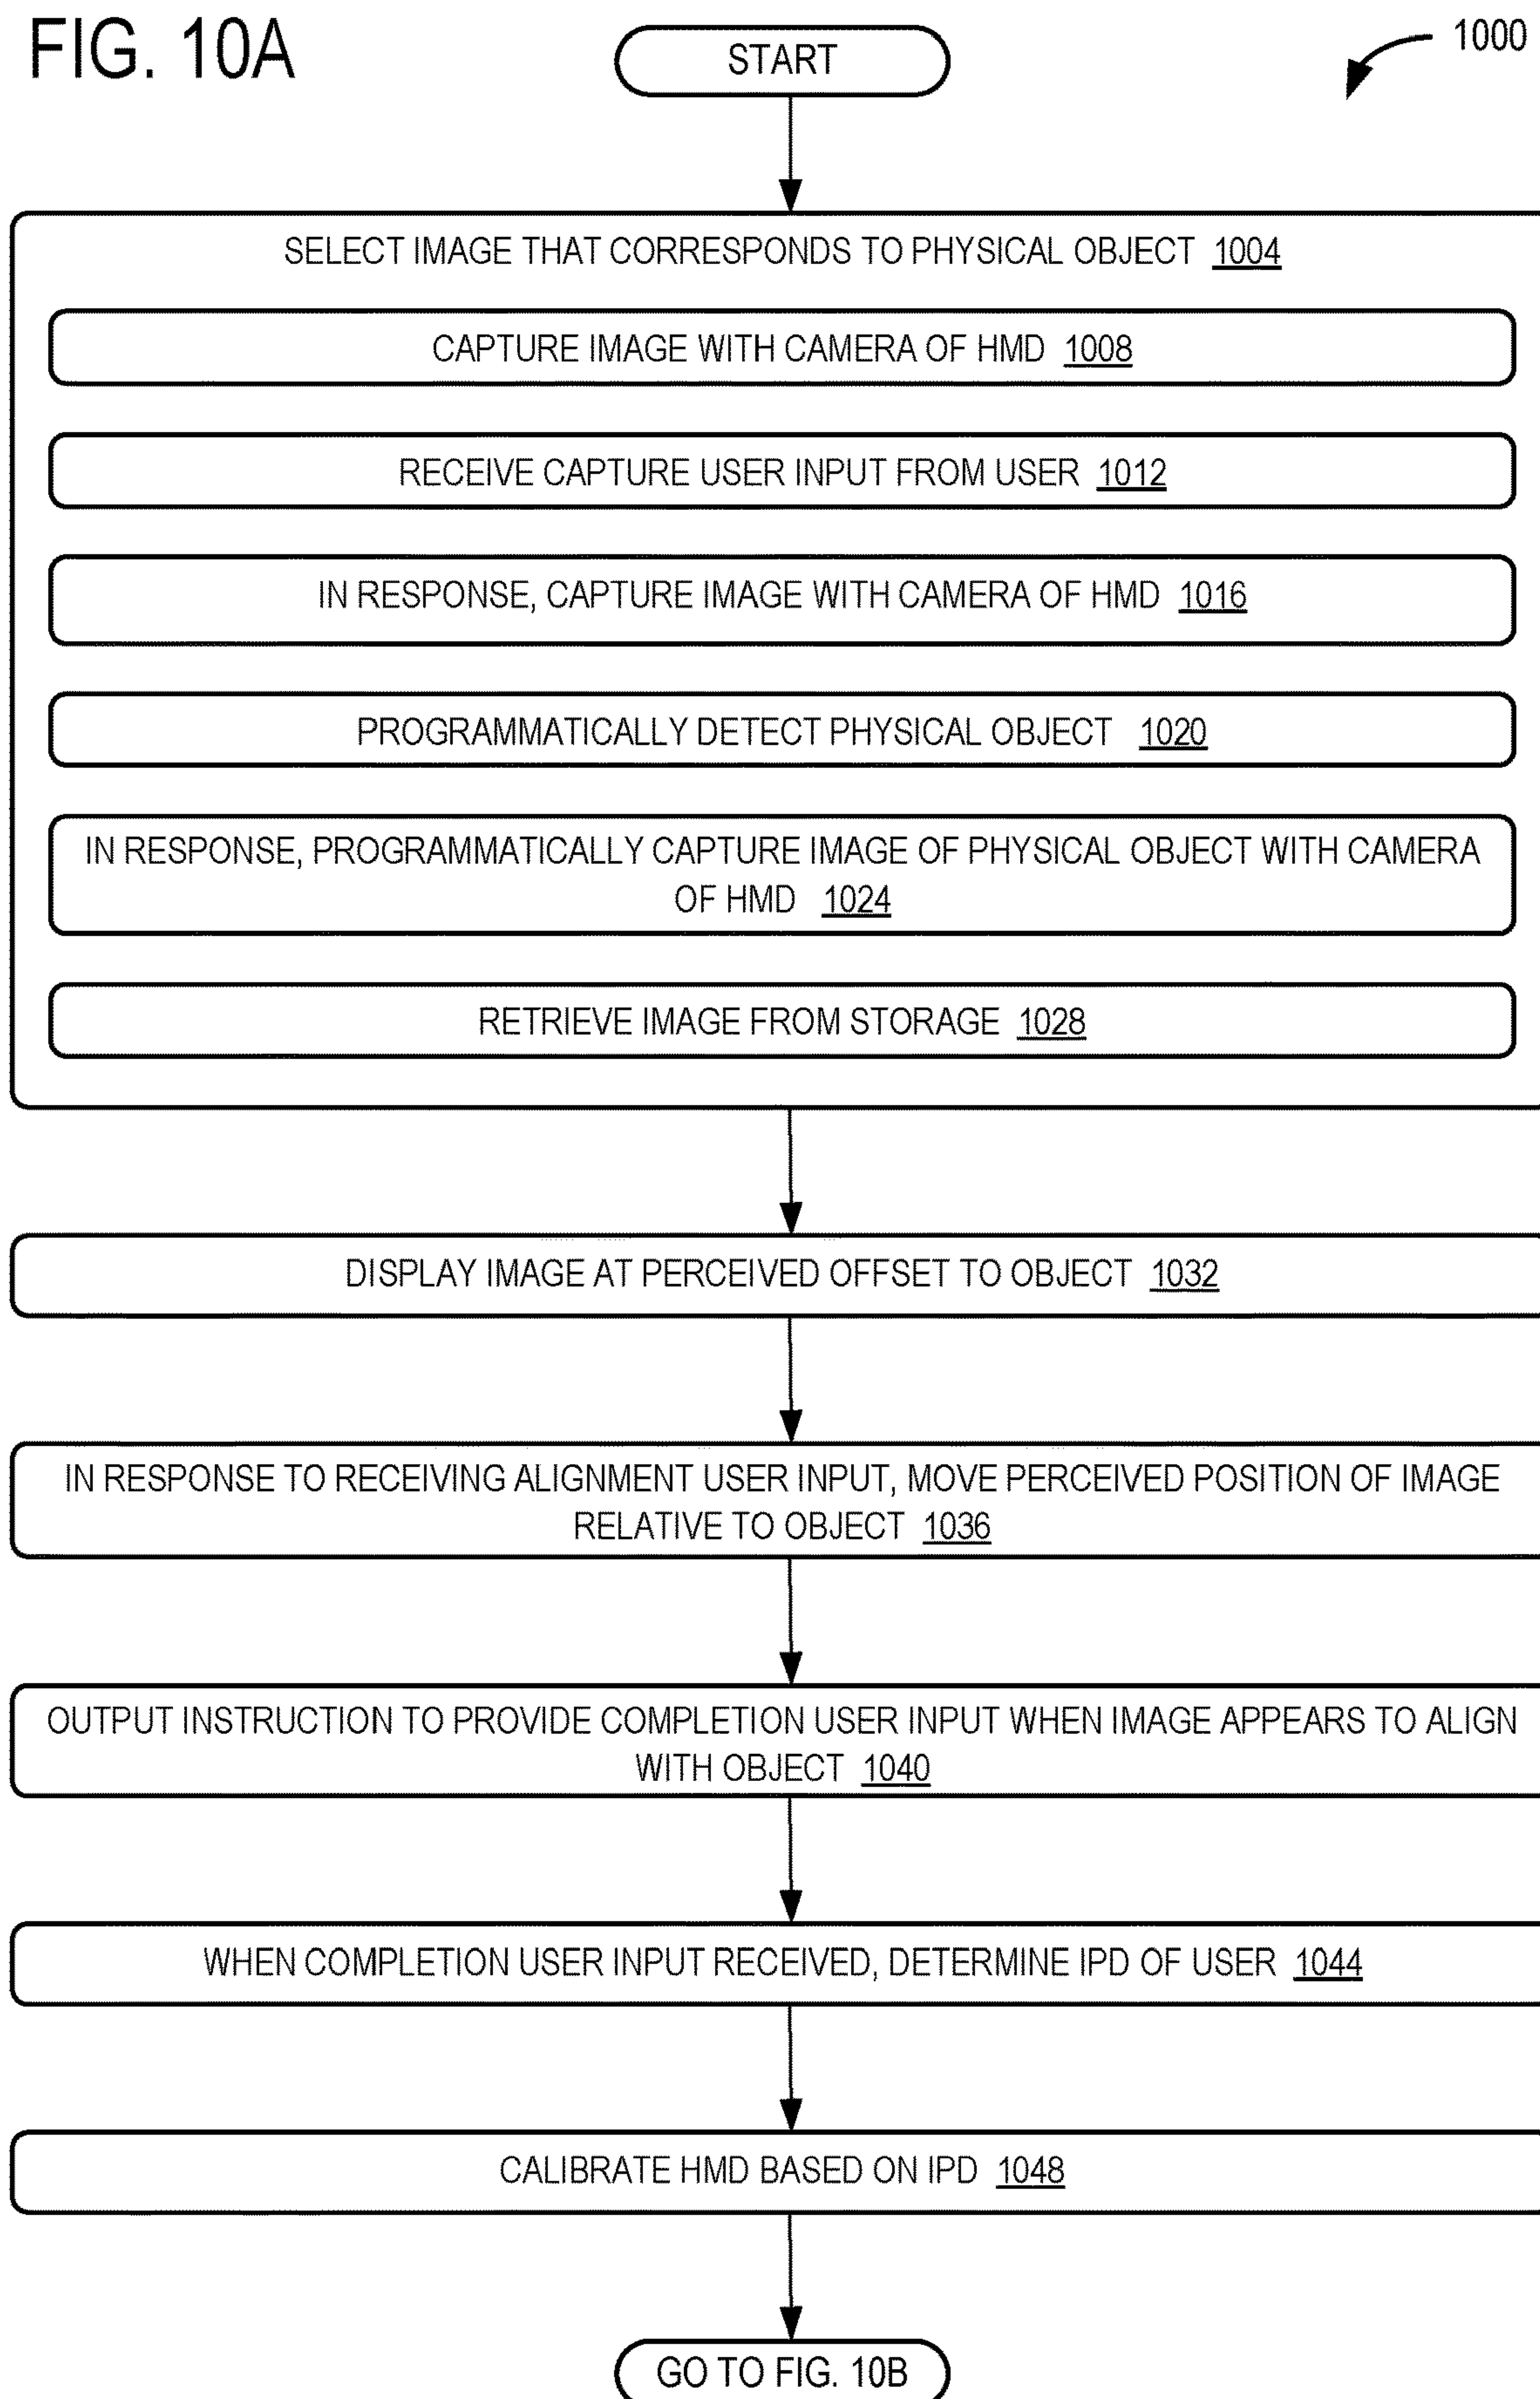 FIG. 10A
START
1000
SELECT IMAGE THAT CORRESPONDS TO PHYSICAL OBJECT 1004
CAPTURE IMAGE WITH CAMERA OF HMD 1008
RECEIVE CAPTURE USER INPUT FROM USER 1012
IN RESPONSE, CAPTURE IMAGE WITH CAMERA OF HMD 1016
PROGRAMMATICALLY DETECT PHYSICAL OBJECT 1020
IN RESPONSE, PROGRAMMATICALLY CAPTURE IMAGE OF PHYSICAL OBJECT WITH CAMERA
OF HMD 1024
RETRIEVE IMAGE FROM STORAGE 1028
DISPLAY IMAGE AT PERCEIVED OFFSET TO OBJECT 1032
IN RESPONSE TO RECEIVING ALIGNMENT USER INPUT, MOVE PERCEIVED POSITION OF IMAGE
RELATIVE TO OBJECT 1036
OUTPUT INSTRUCTION TO PROVIDE COMPLETION USER INPUT WHEN IMAGE APPEARS TO ALIGN
WITH OBJECT 1040
WHEN COMPLETION USER INPUT RECEIVED, DETERMINE IPD OF USER 1044
CALIBRATE HMD BASED ON IPD 1048
GO TO FIG. 10B